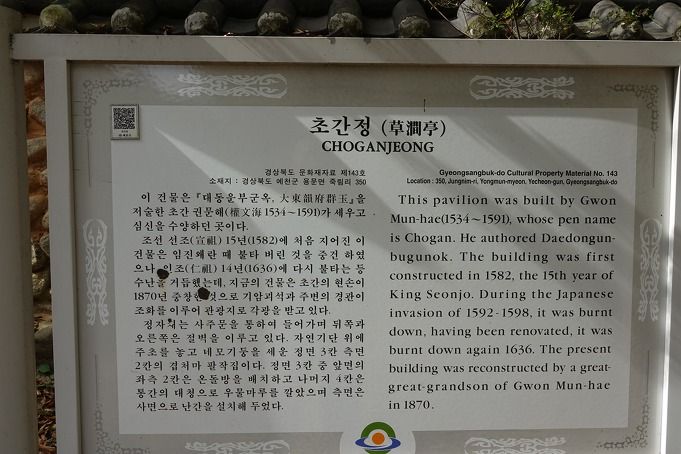 초간정 (草澗亭)
CHOGANJEONG
경상북도 문화재자료 제143호
소재지 : 경상북도 예천군 용문면 죽림리 350
이 건물은『대동운부군옥, 大東韻府群玉』을
저술한 초간 권문해(權文海 1534~1591)가 세우고
심신을 수양하던 곳이다.
조선 선조(宣祖) 15년(1582)에 처음 지어진 이
건물은 임진왜란 때 불타 버린 것을 중건 하였
으나 인조(仁祖) 14년(1636)에 다시 불타는 등
수난을 거듭했는데, 지금의 건물은 초간의 현손이
1870년 중창한 것으로 기암괴석과 주변의 경관이
조화를 이루어 관광지로 각광을 받고 있다.
정자에는 사주문을 통하여 들어가며 뒤쪽과
오른쪽은 절벽을 이루고 있다. 자연기단 위에
주초를 놓고 네모기둥을 세운 정면 3칸 측면
2칸의 겹처마 팔작집이다. 정면 3칸 중 앞면의
좌측 2칸은 온돌방을 배치하고 나머지 4칸은
통간의 대청으로 우물마루를 깔았으며 측면은
사면으로 난간을 설치해 두었다.
Gyeongsangbuk-do Cultural Property Material No. 143
Location : 350, Jungnim-ri, Yongmun-myeon, Yecheon-gun, Gyeongsangbuk-do
This pavilion was built by Gwon
Mun-hae(1534~1591), whose pen name
is Chogan. He authored Daedongun-
bugunok. The building was first
constructed in 1582, the 15th year of
King Seonjo. During the Japanese
invasion of 1592-1598, it was burnt
down, having been renovated, it was
burnt down again 1636. The present
building was reconstructed by a great-
great-grandson of Gwon Mun-hae
in 1870.